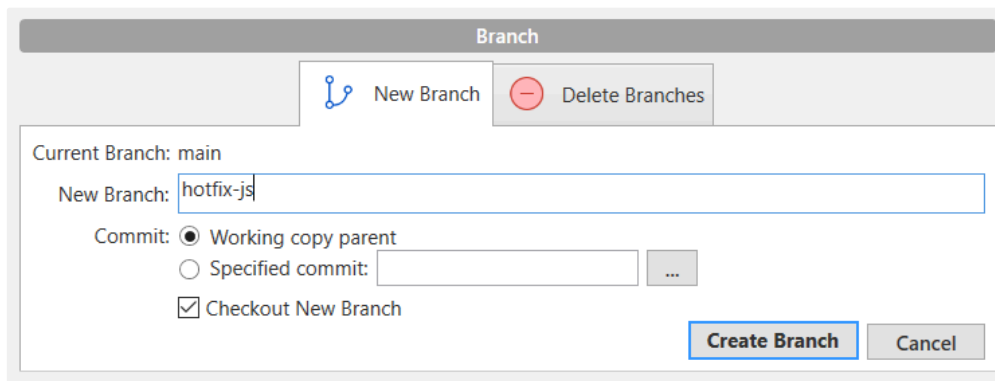 Branch
New Branch Delete Branches
Current Branch: main
New Branch: hotfix-js
Commit: Working copy parent
Specified commit: ...
Checkout New Branch
Create Branch Cancel